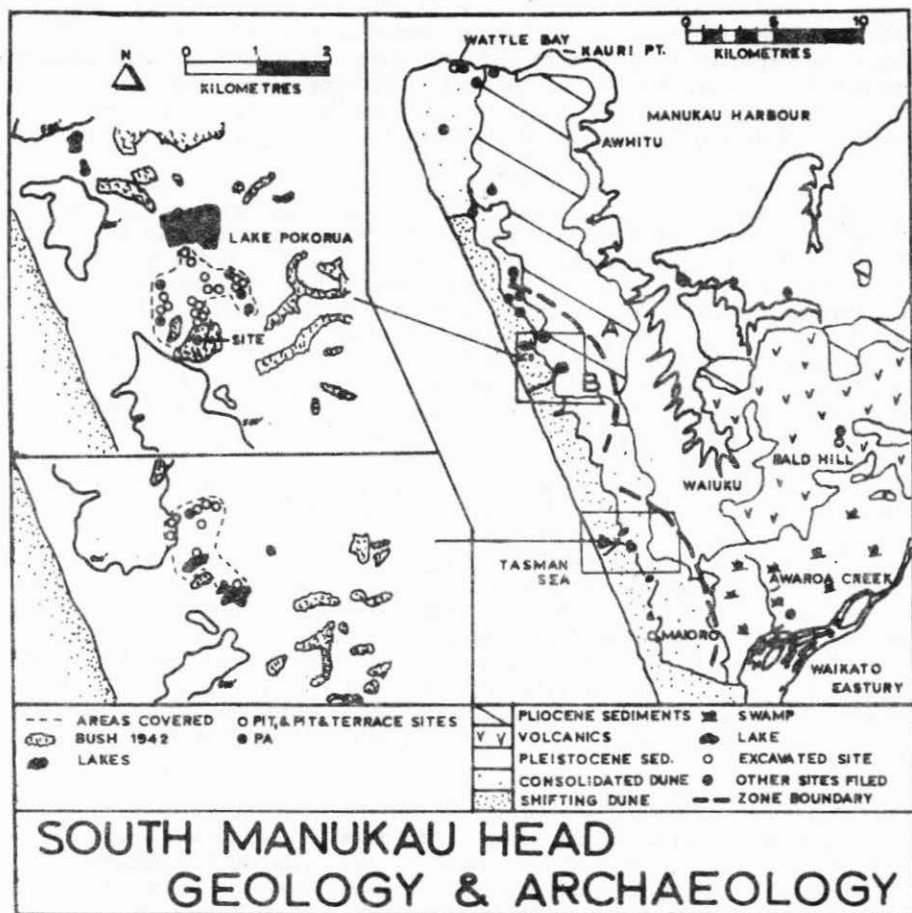 WATTLE BAY
KAURI PT.
0 5 10
KILOMETRES
N
0 1 2
KILOMETRES
MANUKAU HARBOUR
AWHITU
LAKE POKORUA
SITE
A
B
BALD HILL
WAIUKU
TASMAN
SEA
AWAROA CREEK
MAIORO
WAIKATO
EASTURY
AREAS COVERED
BUSH 1942
LAKES
PIT,& PIT & TERRACE SITES
PA
PLIOCENE SEDIMENTS
VOLCANICS
PLEISTOCENE SED.
CONSOLIDATED DUNE
SHIFTING DUNE
SWAMP
LAKE
EXCAVATED SITE
OTHER SITES FILED
ZONE BOUNDARY
SOUTH MANUKAU HEAD
GEOLOGY & ARCHAEOLOGY